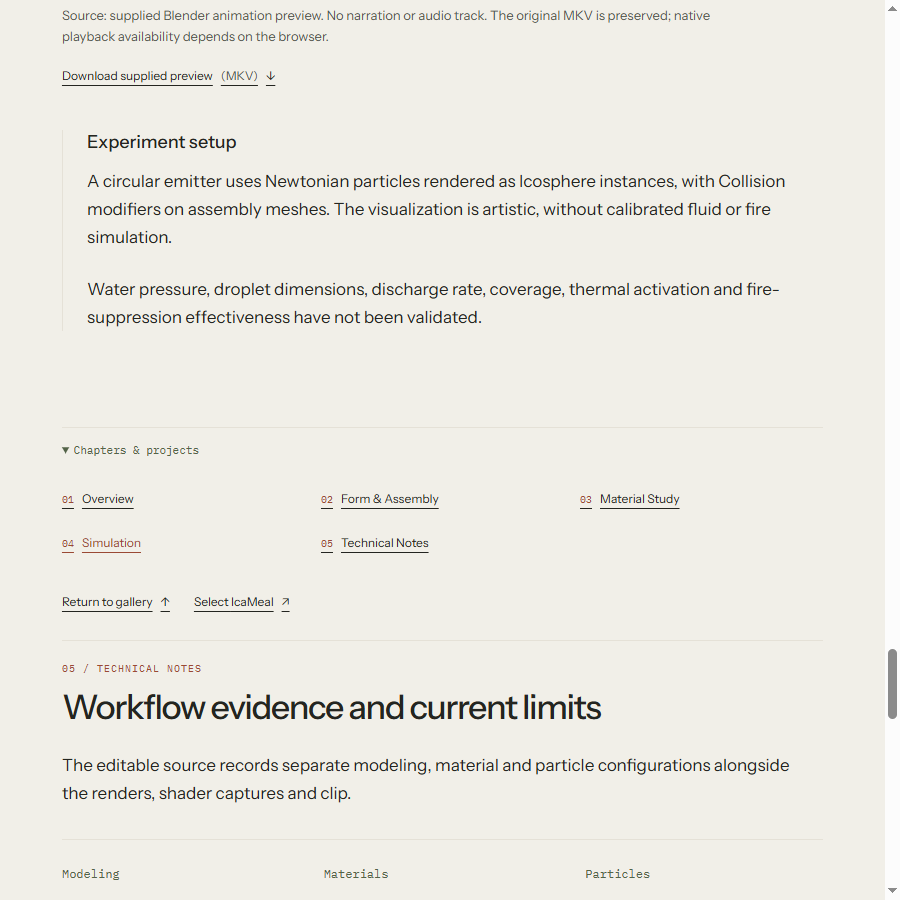 Source: supplied Blender animation preview. No narration or audio track. The original MKV is preserved; native
playback availability depends on the browser.
Download supplied preview (MKV) ↓
Experiment setup
A circular emitter uses Newtonian particles rendered as Icosphere instances, with Collision
modifiers on assembly meshes. The visualization is artistic, without calibrated fluid or fire
simulation.
Water pressure, droplet dimensions, discharge rate, coverage, thermal activation and fire-
suppression effectiveness have not been validated.
▼ Chapters & projects
01 Overview
02 Form & Assembly
03 Material Study
04 Simulation
05 Technical Notes
Return to gallery ↑
Select IcaMeal ↗
05 / TECHNICAL NOTES
Workflow evidence and current limits
The editable source records separate modeling, material and particle configurations alongside
the renders, shader captures and clip.
Modeling
Materials
Particles